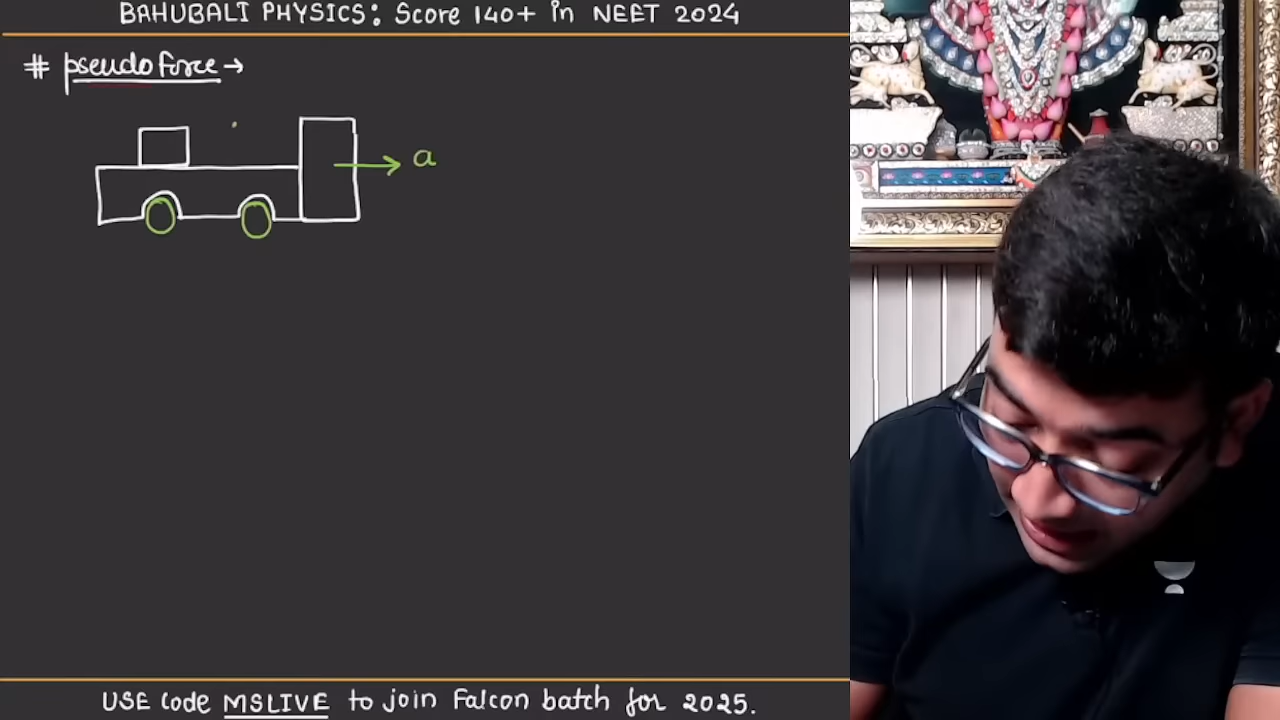 BAHUBALI PHYSICS: Score 140+ in NEET 2024
# pseudo force →
a
USE Code MSLIVE to join Falcon batch for 2025.